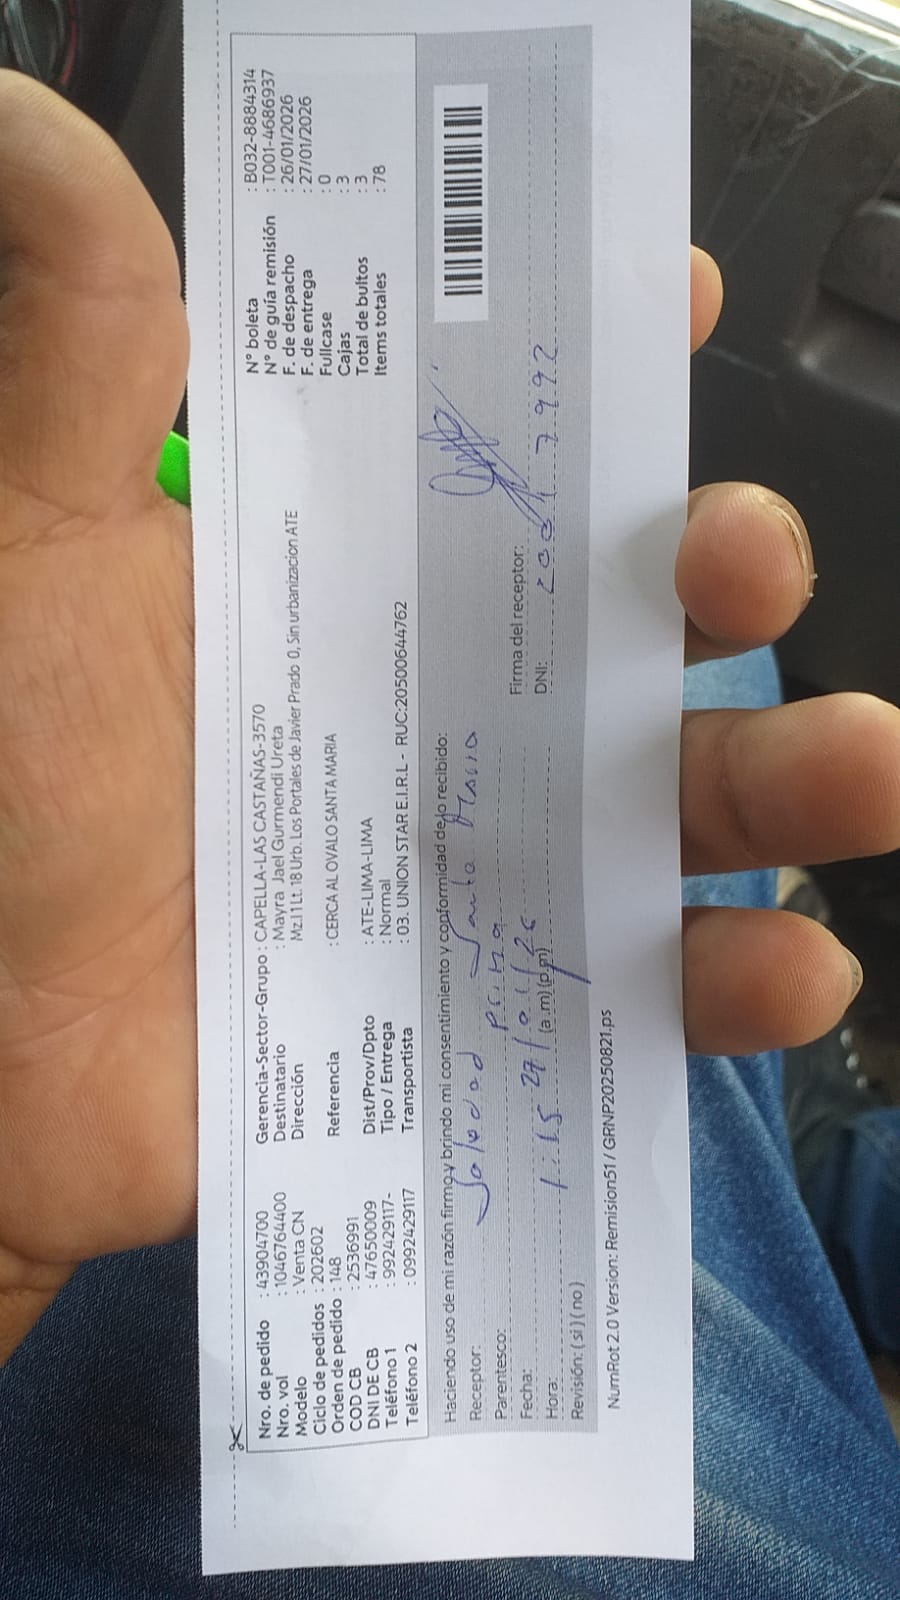 Nro. de pedido : 43904700
Nro. vol : 1046764400
Modelo : Venta CN
Ciclo de pedidos : 202602
Orden de pedido : 148
COD CB : 2536991
DNI DE CB : 47650009
Teléfono 1 : 992429117-
Teléfono 2 : 0992429117
Gerencia-Sector-Grupo : CAPELLA-LAS CASTAÑAS-3570
Destinatario : Mayra Jael Gurmendi Ureta
Dirección Mz.I1 Lt. 18 Urb. Los Portales de Javier Prado 0, Sin urbanizacion ATE
Referencia : CERCA AL OVALO SANTA MARIA
Dist/Prov/Dpto : ATE-LIMA-LIMA
Tipo / Entrega : Normal
Transportista : 03. UNION STAR E.I.R.L - RUC:20500644762
N° boleta : B032-8884314
N° de guía remisión : T001-4686937
F. de despacho : 26/01/2026
F. de entrega : 27/01/2026
Fullcase : 0
Cajas : 3
Total de bultos : 3
Items totales : 78
Haciendo uso de mi razón firmo y brindo mi consentimiento y conformidad de lo recibido:
Receptor: Soledad Santa
Parentesco: prima
Fecha: 27/01/26
Hora: 1:15 (a.m) (p.m)
Revisión: ( si ) ( no )
Firma del receptor:
DNI: 7992
NumRot 2.0 Version: Remision51 / GRNP20250821.ps